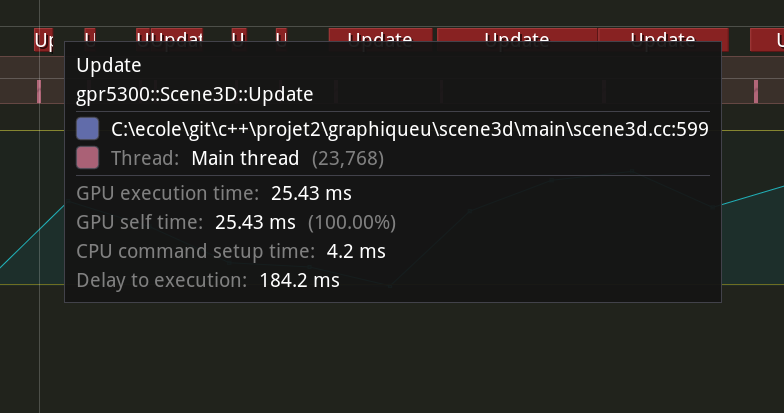 Up U U Updat U U Update Update Update U
Update
gpr5300::Scene3D::Update
C:\ecole\git\c++\projet2\graphiqueu\scene3d\main\scene3d.cc:599
Thread: Main thread (23,768)
GPU execution time: 25.43 ms
GPU self time: 25.43 ms (100.00%)
CPU command setup time: 4.2 ms
Delay to execution: 184.2 ms